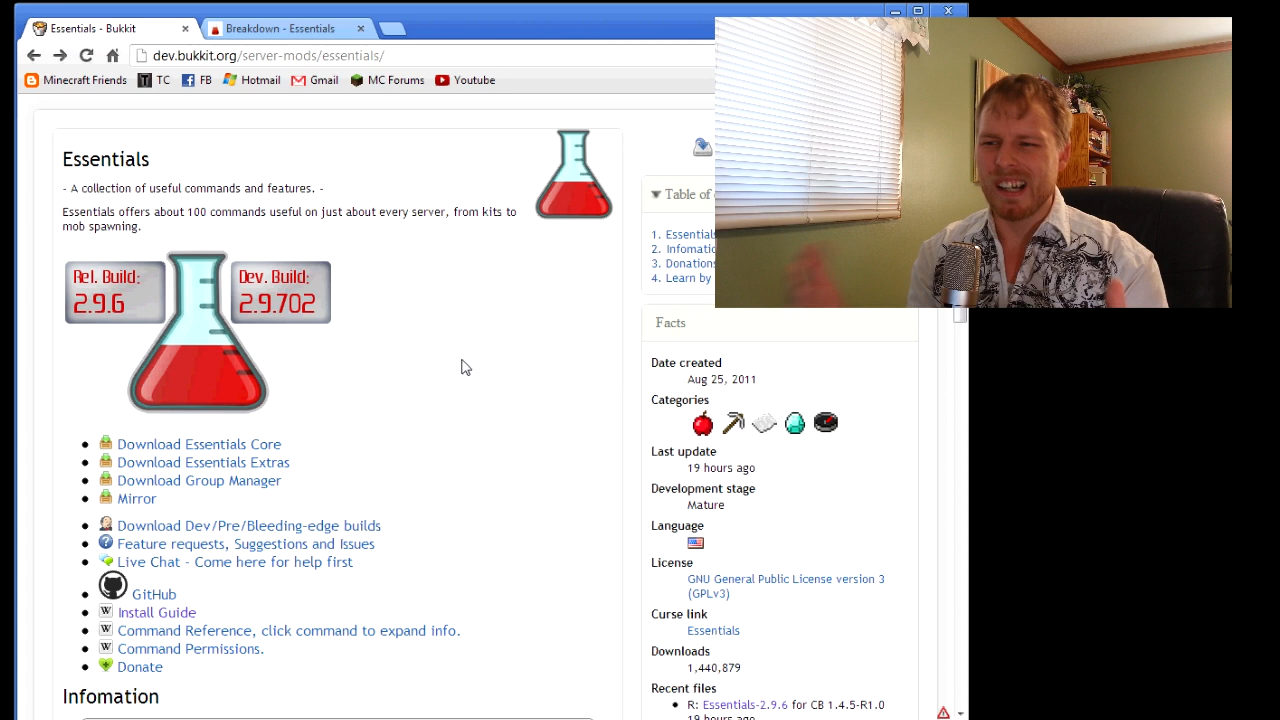 Essentials - Bukkit
Breakdown - Essentials
dev.bukkit.org/server-mods/essentials/
Minecraft Friends
TC
FB
Hotmail
Gmail
MC Forums
Youtube
Essentials
- A collection of useful commands and features. -
Essentials offers about 100 commands useful on just about every server, from kits to
mob spawning.
Rel. Build:
2.9.6
Dev. Build:
2.9.702
Download Essentials Core
Download Essentials Extras
Download Group Manager
Mirror
Download Dev/Pre/Bleeding-edge builds
Feature requests, Suggestions and Issues
Live Chat - Come here for help first
GitHub
W Install Guide
W Command Reference, click command to expand info.
W Command Permissions.
Donate
Infomation
Table of
1. Essentials
2. Infomatio
3. Donations
4. Learn by
Facts
Date created
Aug 25, 2011
Categories
Last update
19 hours ago
Development stage
Mature
Language
License
GNU General Public License version 3
(GPLv3)
Curse link
Essentials
Downloads
1,440,879
Recent files
R: Essentials-2.9.6 for CB 1.4.5-R1.0
19 hours ago